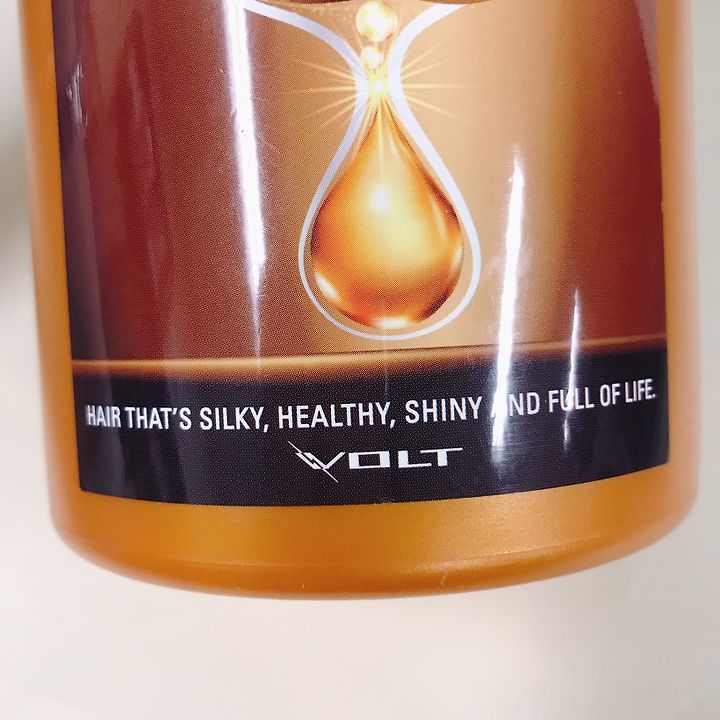 HAIR THAT'S SILKY, HEALTHY, SHINY AND FULL OF LIFE.
VOLT